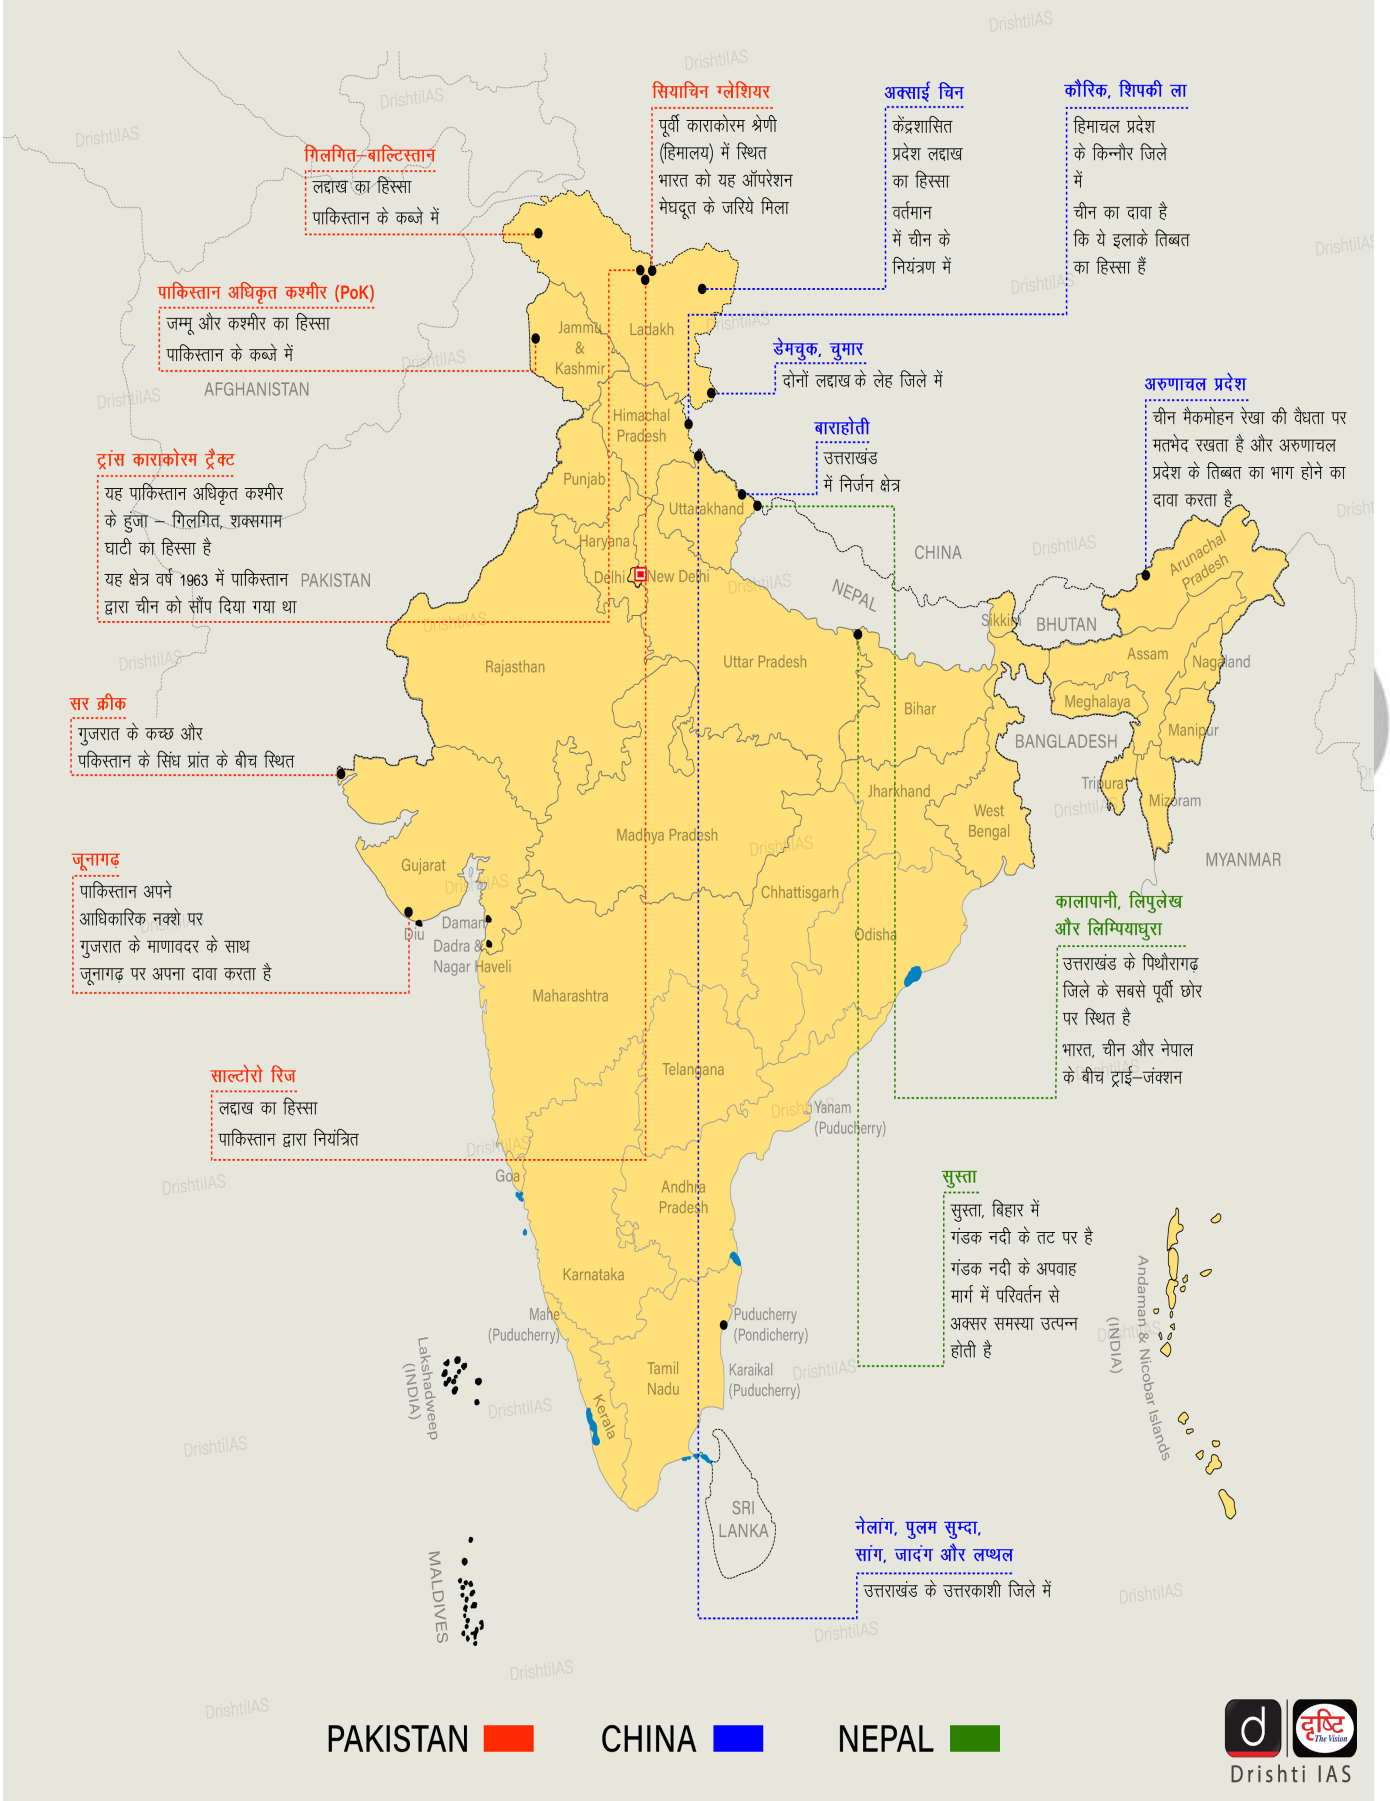 सियाचिन ग्लेशियर
पूर्वी काराकोरम श्रेणी
(हिमालय) में स्थित
भारत को यह ऑपरेशन
मेघदूत के जरिये मिला
अक्साई चिन
केंद्रशासित
प्रदेश लद्दाख
का हिस्सा
वर्तमान
में चीन के
नियंत्रण में
कौरिक, शिपकी ला
हिमाचल प्रदेश
के किन्नौर जिले
में
चीन का दावा है
कि ये इलाके तिब्बत
का हिस्सा हैं
गिलगित–बाल्टिस्तान
लद्दाख का हिस्सा
पाकिस्तान के कब्जे में
पाकिस्तान अधिकृत कश्मीर (PoK)
जम्मू और कश्मीर का हिस्सा
पाकिस्तान के कब्जे में
डेमचुक, चुमार
दोनों लद्दाख के लेह जिले में
बाराहोती
उत्तराखंड
में निर्जन क्षेत्र
अरुणाचल प्रदेश
चीन मैकमोहन रेखा की वैधता पर
मतभेद रखता है और अरुणाचल
प्रदेश के तिब्बत का भाग होने का
दावा करता है
ट्रांस काराकोरम ट्रैक्ट
यह पाकिस्तान अधिकृत कश्मीर
के हुंजा – गिलगित, शक्सगाम
घाटी का हिस्सा है
यह क्षेत्र वर्ष 1963 में पाकिस्तान
द्वारा चीन को सौंप दिया गया था
सर क्रीक
गुजरात के कच्छ और
पकिस्तान के सिंध प्रांत के बीच स्थित
जूनागढ़
पाकिस्तान अपने
आधिकारिक नक्शे पर
गुजरात के माणावदर के साथ
जूनागढ़ पर अपना दावा करता है
साल्टोरो रिज
लद्दाख का हिस्सा
पाकिस्तान द्वारा नियंत्रित
कालापानी, लिपुलेख
और लिम्पियाधुरा
उत्तराखंड के पिथौरागढ़
जिले के सबसे पूर्वी छोर
पर स्थित है
भारत, चीन और नेपाल
के बीच ट्राई–जंक्शन
सुस्ता
सुस्ता, बिहार में
गंडक नदी के तट पर है
गंडक नदी के अपवाह
मार्ग में परिवर्तन से
अक्सर समस्या उत्पन्न
होती है
नेलांग, पुलम सुम्दा,
सांग, जादंग और लप्थल
उत्तराखंड के उत्तरकाशी जिले में
AFGHANISTAN
PAKISTAN
CHINA
NEPAL
BHUTAN
BANGLADESH
MYANMAR
SRI
LANKA
MALDIVES
Jammu
&
Kashmir
Ladakh
Himachal
Pradesh
Punjab
Uttarakhand
Haryana
Delhi
New Delhi
Rajasthan
Uttar Pradesh
Bihar
Sikkim
Arunachal
Pradesh
Assam
Nagaland
Meghalaya
Manipur
Tripura
Mizoram
Jharkhand
West
Bengal
Madhya Pradesh
Gujarat
Chhattisgarh
Odisha
Diu
Daman
Dadra &
Nagar Haveli
Maharashtra
Telangana
Yanam
(Puducherry)
Goa
Andhra
Pradesh
Karnataka
Mahe
(Puducherry)
Puducherry
(Pondicherry)
Karaikal
(Puducherry)
Tamil
Nadu
Kerala
Lakshadweep
(INDIA)
Andaman & Nicobar Islands
(INDIA)
PAKISTAN
CHINA
NEPAL
d
दृष्टि
The Vision
Drishti IAS
DrishtiIAS